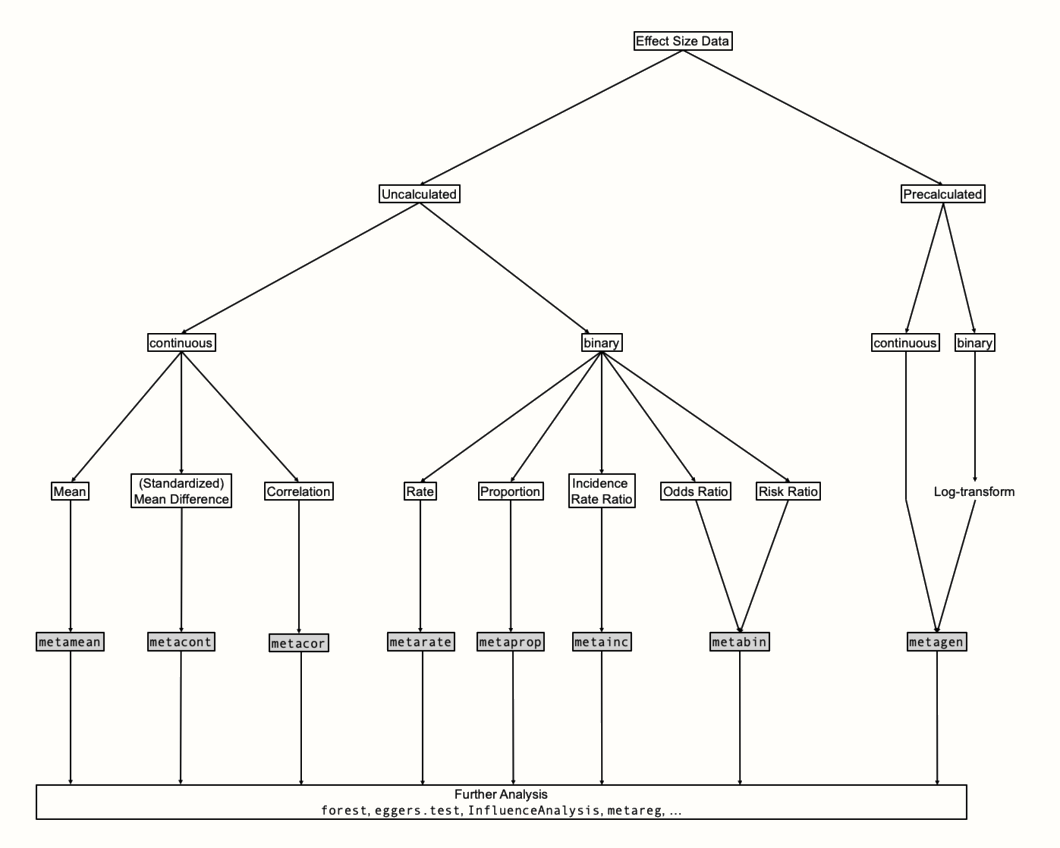 Effect Size Data
Uncalculated
Precalculated
continuous
binary
continuous
binary
Mean
(Standardized)
Mean Difference
Correlation
Rate
Proportion
Incidence
Rate Ratio
Odds Ratio
Risk Ratio
Log-transform
metamean
metacont
metacor
metarate
metaprop
metainc
metabin
metagen
Further Analysis
forest, eggers.test, InfluenceAnalysis, metareg, ...